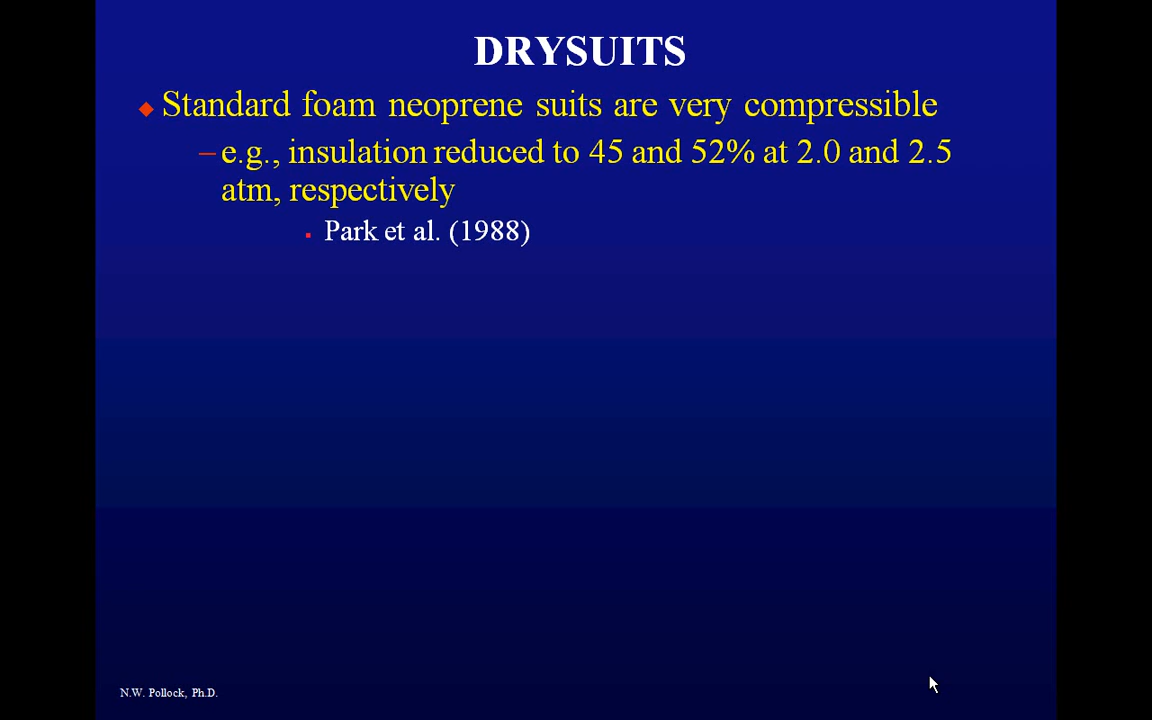 DRYSUITS
Standard foam neoprene suits are very compressible
–e.g., insulation reduced to 45 and 52% at 2.0 and 2.5
atm, respectively
Park et al. (1988)
N.W. Pollock, Ph.D.